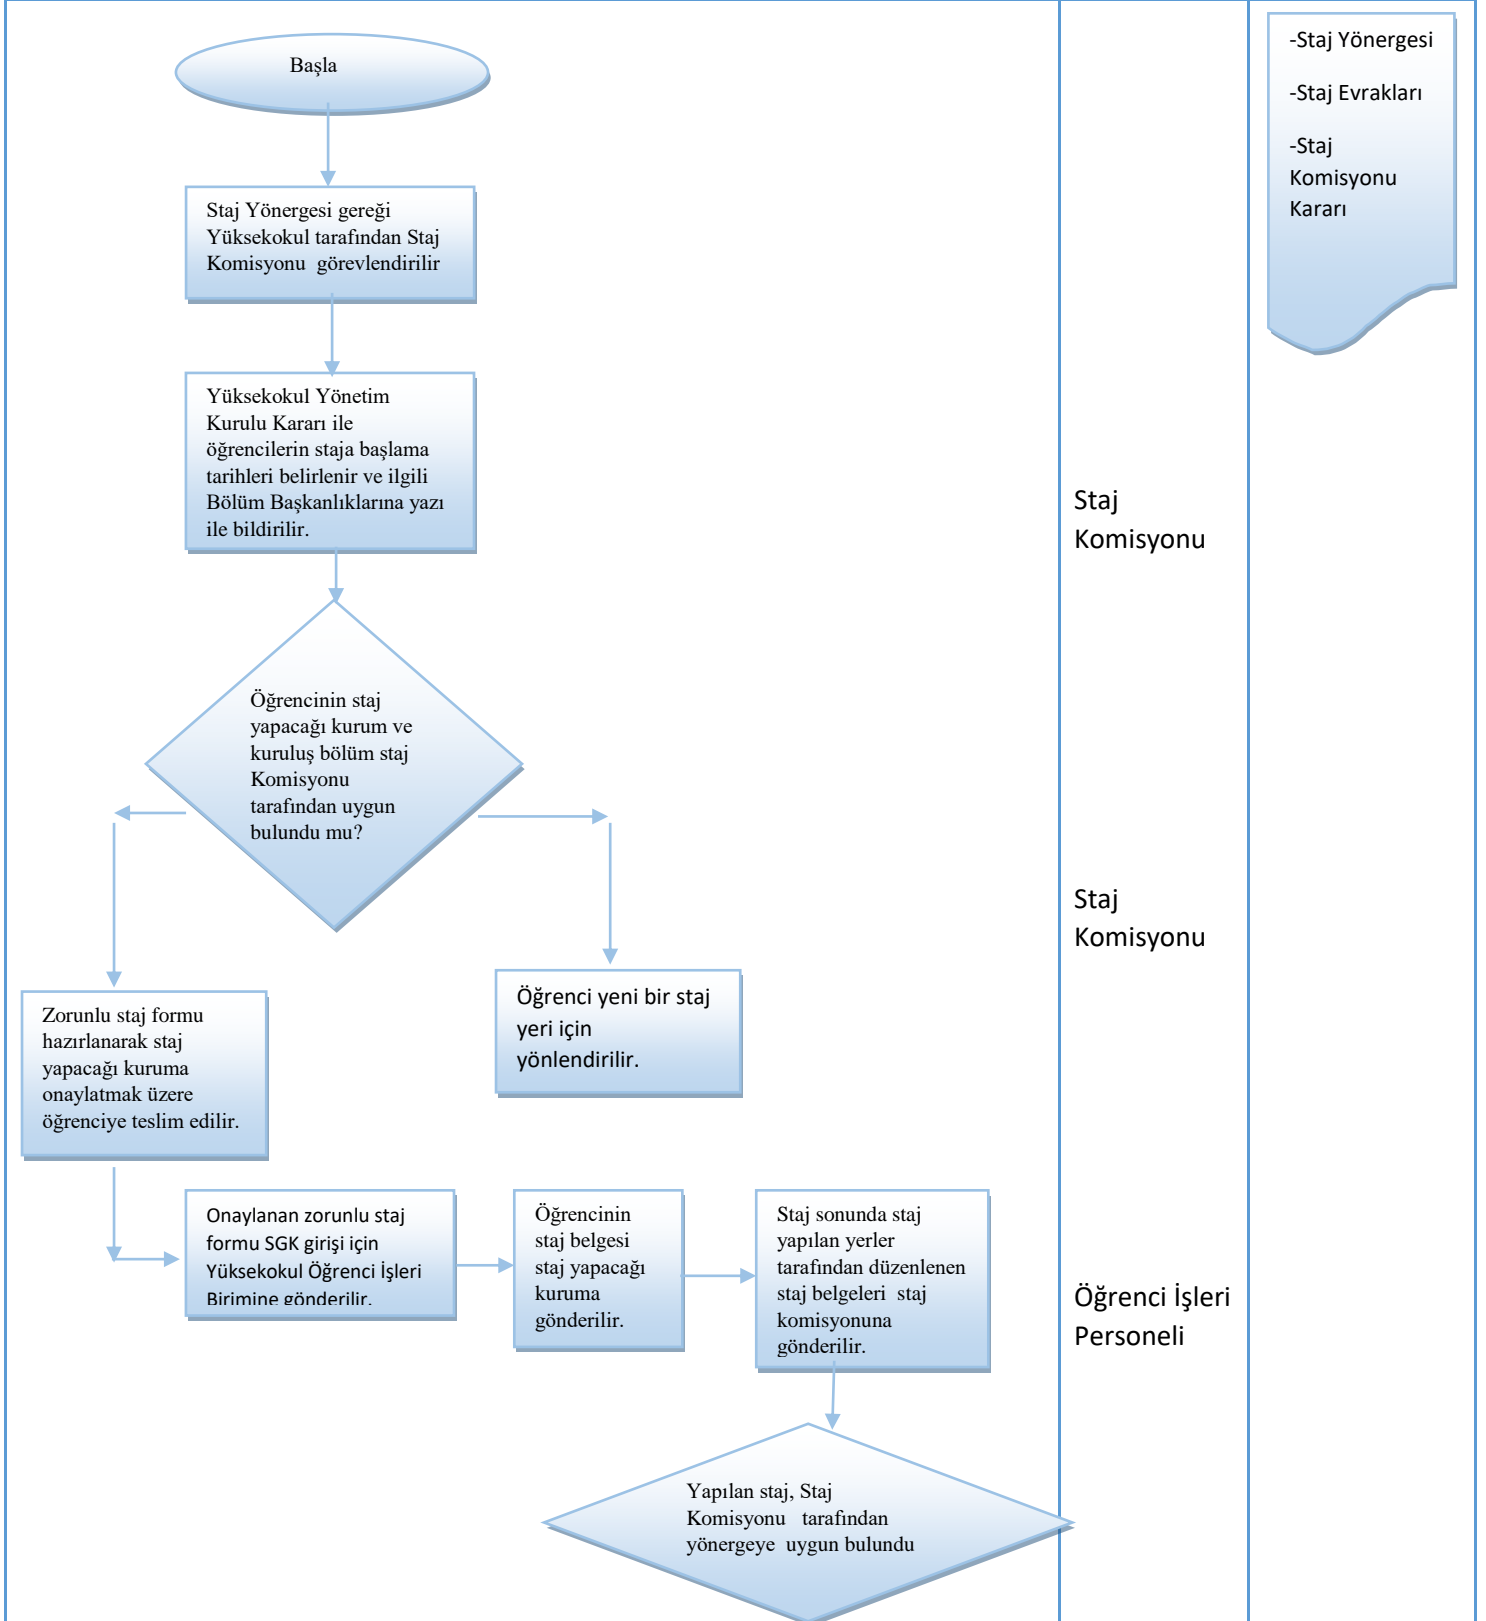 Başla
Staj Yönergesi gereği
Yüksekokul tarafından Staj
Komisyonu görevlendirilir
Yüksekokul Yönetim
Kurulu Kararı ile
öğrencilerin staja başlama
tarihleri belirlenir ve ilgili
Bölüm Başkanlıklarına yazı
ile bildirilir.
Öğrencinin staj
yapacağı kurum ve
kuruluş bölüm staj
Komisyonu
tarafından uygun
bulundu mu?
Zorunlu staj formu
hazırlanarak staj
yapacağı kuruma
onaylatmak üzere
öğrenciye teslim edilir.
Öğrenci yeni bir staj
yeri için
yönlendirilir.
Onaylanan zorunlu staj
formu SGK girişi için
Yüksekokul Öğrenci İşleri
Birimine gönderilir.
Öğrencinin
staj belgesi
staj yapacağı
kuruma
gönderilir.
Staj sonunda staj
yapılan yerler
tarafından düzenlenen
staj belgeleri staj
komisyonuna
gönderilir.
Yapılan staj, Staj
Komisyonu tarafından
yönergeye uygun bulundu
Staj
Komisyonu
Staj
Komisyonu
Öğrenci İşleri
Personeli
-Staj Yönergesi
-Staj Evrakları
-Staj
Komisyonu
Kararı